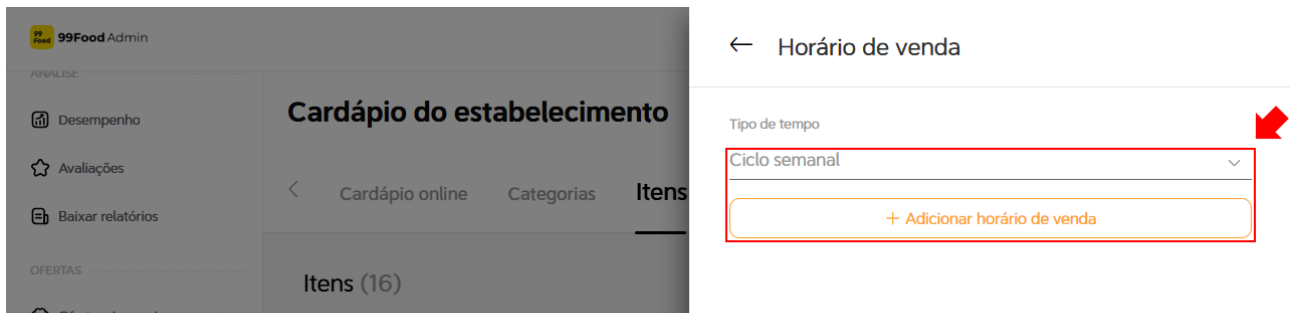 99 Food 99Food Admin
ANÁLISE
Desempenho
Avaliações
Baixar relatórios
OFERTAS
Cardápio do estabelecimento
Cardápio online Categorias Itens
Itens (16)
← Horário de venda
Tipo de tempo
Ciclo semanal
+ Adicionar horário de venda